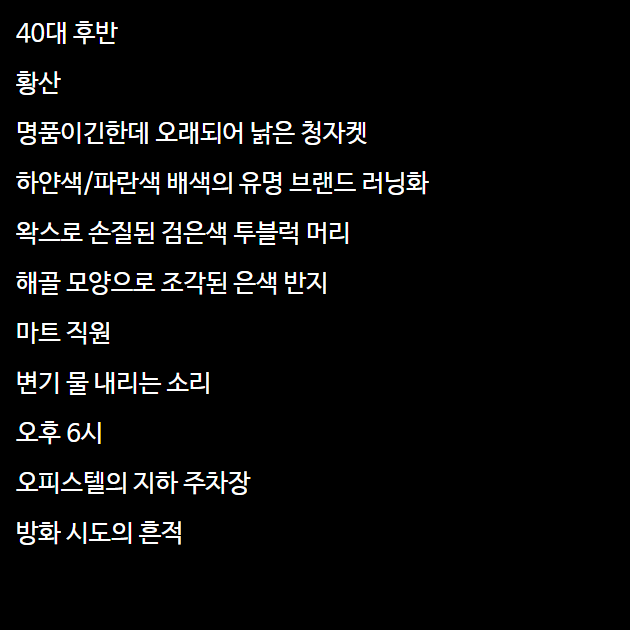 40대 후반
황산
명품이긴한데 오래되어 낡은 청자켓
하얀색/파란색 배색의 유명 브랜드 러닝화
왁스로 손질된 검은색 투블럭 머리
해골 모양으로 조각된 은색 반지
마트 직원
변기 물 내리는 소리
오후 6시
오피스텔의 지하 주차장
방화 시도의 흔적